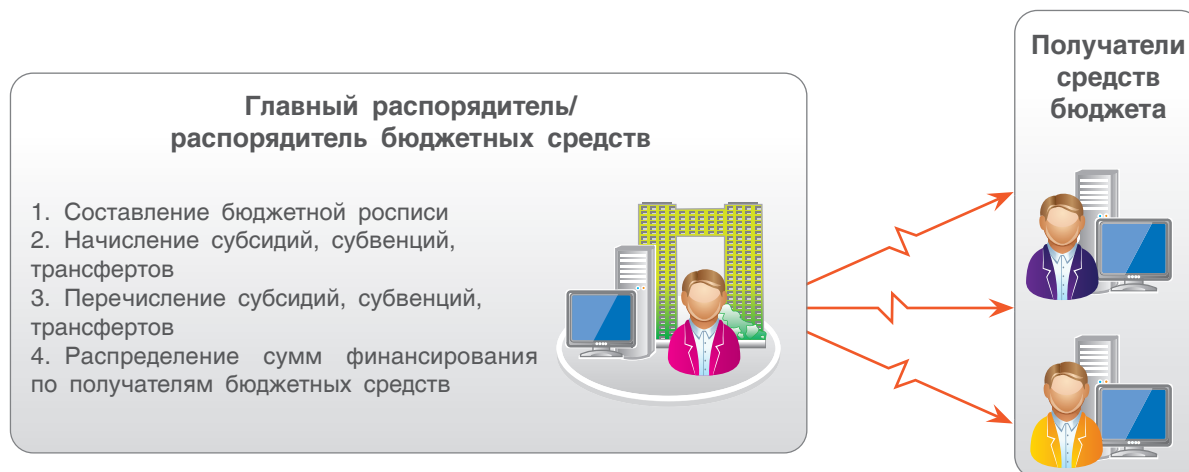 Главный распорядитель/
распорядитель бюджетных средств
1. Составление бюджетной росписи
2. Начисление субсидий, субвенций,
трансфертов
3. Перечисление субсидий, субвенций,
трансфертов
4. Распределение сумм финансирования
по получателям бюджетных средств
Получатели
средств
бюджета